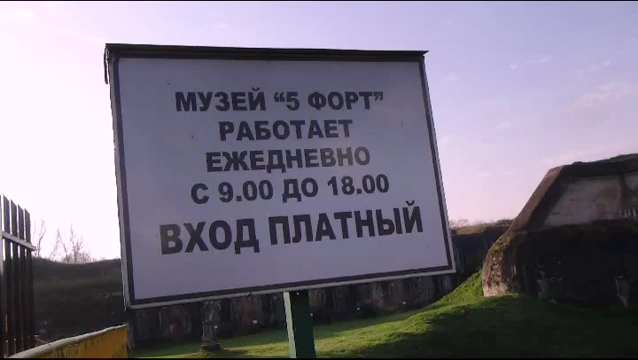 МУЗЕЙ "5 ФОРТ"
РАБОТАЕТ
ЕЖЕДНЕВНО
С 9.00 ДО 18.00
ВХОД ПЛАТНЫЙ